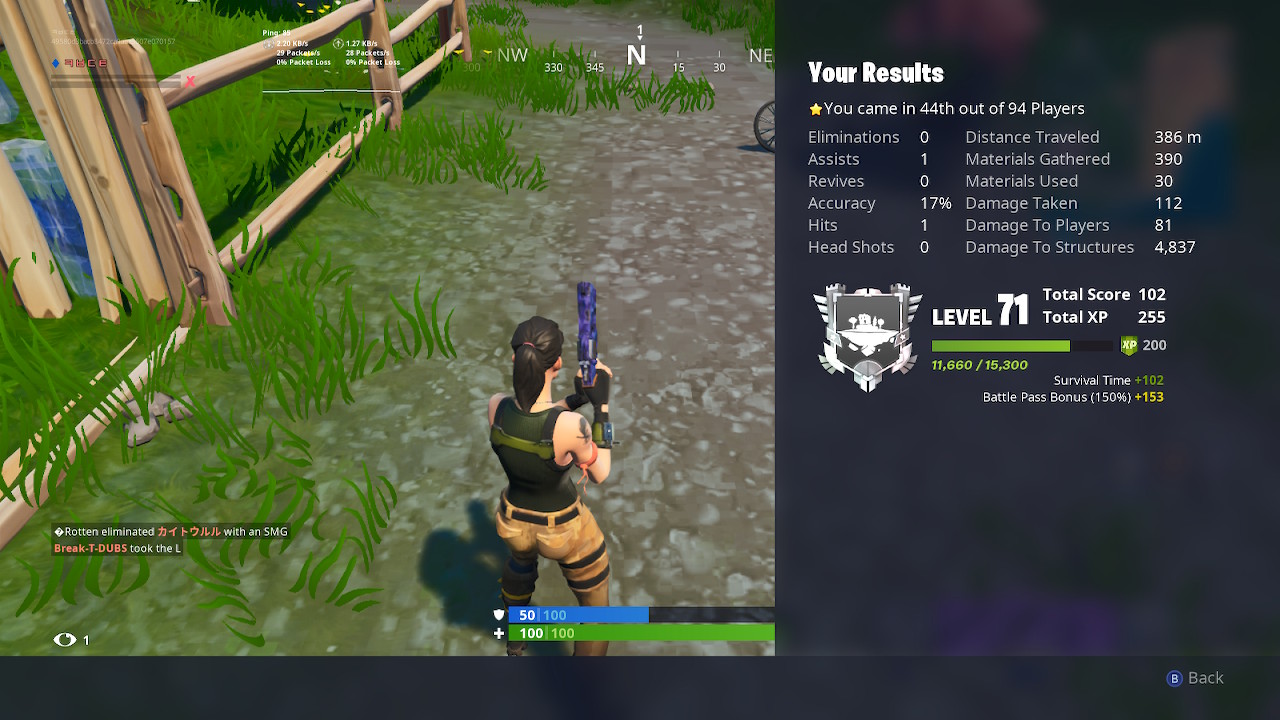 Ping: 85
2.20 KB/s 1.27 KB/s
29 Packets/s 28 Packets/s
0% Packet Loss 0% Packet Loss
1
NW N NE
300 330 345 15 30
Your Results
You came in 44th out of 94 Players
Eliminations 0 Distance Traveled 386 m
Assists 1 Materials Gathered 390
Revives 0 Materials Used 30
Accuracy 17% Damage Taken 112
Hits 1 Damage To Players 81
Head Shots 0 Damage To Structures 4,837
LEVEL 71
Total Score 102
Total XP 255
XP 200
11,660 / 15,300
Survival Time +102
Battle Pass Bonus (150%) +153
�Rotten eliminated カイトウルル with an SMG
Break-T-DUBS took the L
50 100
100 100
1
B Back